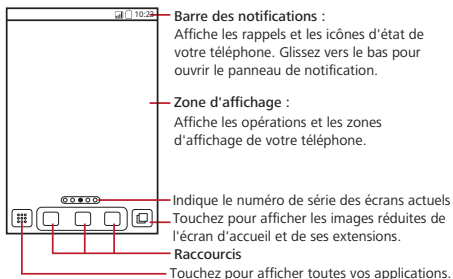 10:23
Barre des notifications :
Affiche les rappels et les icônes d'état de
votre téléphone. Glissez vers le bas pour
ouvrir le panneau de notification.
Zone d'affichage :
Affiche les opérations et les zones
d'affichage de votre téléphone.
Indique le numéro de série des écrans actuels
Touchez pour afficher les images réduites de
l'écran d'accueil et de ses extensions.
Raccourcis
Touchez pour afficher toutes vos applications.